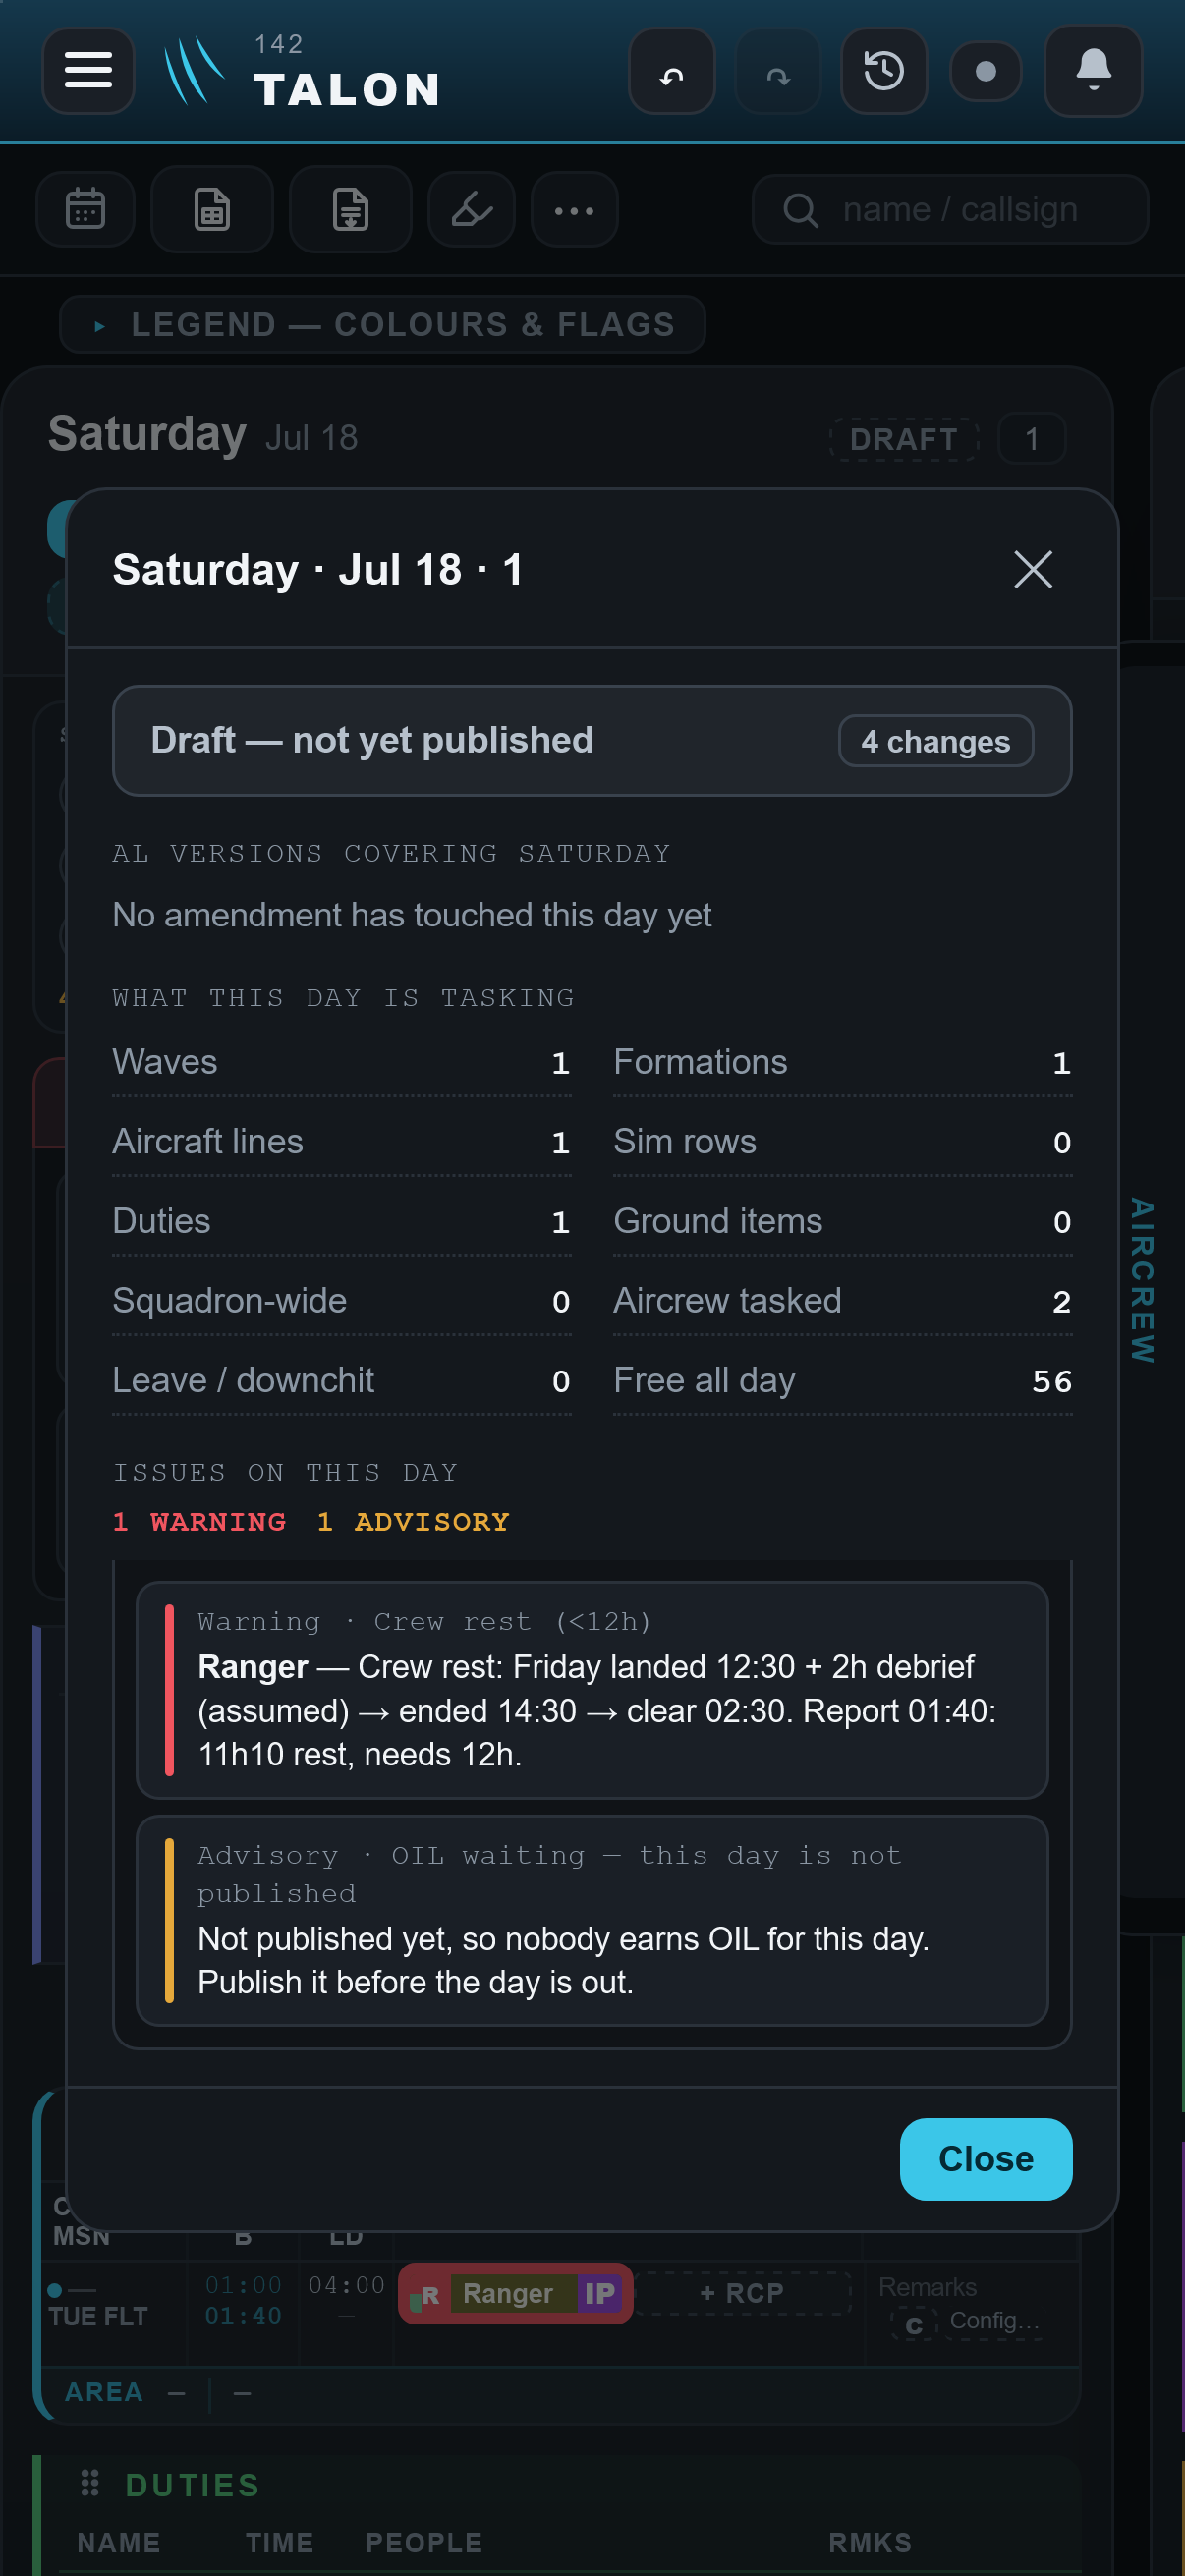 142
TALON
name / callsign
▸ LEGEND — COLOURS & FLAGS
Saturday Jul 18
DRAFT 1
Saturday · Jul 18 · 1
Draft — not yet published
4 changes
AL VERSIONS COVERING SATURDAY
No amendment has touched this day yet
WHAT THIS DAY IS TASKING
Waves 1
Formations 1
Aircraft lines 1
Sim rows 0
Duties 1
Ground items 0
Squadron-wide 0
Aircrew tasked 2
Leave / downchit 0
Free all day 56
AIRCREW
ISSUES ON THIS DAY
1 WARNING 1 ADVISORY
Warning · Crew rest (<12h)
Ranger — Crew rest: Friday landed 12:30 + 2h debrief
(assumed) → ended 14:30 → clear 02:30. Report 01:40:
11h10 rest, needs 12h.
Advisory · OIL waiting — this day is not
published
Not published yet, so nobody earns OIL for this day.
Publish it before the day is out.
Close
MSN B LD
— 01:00 04:00 R Ranger IP + RCP Remarks
TUE FLT 01:40 — C Config…
AREA – –
DUTIES
NAME TIME PEOPLE RMKS